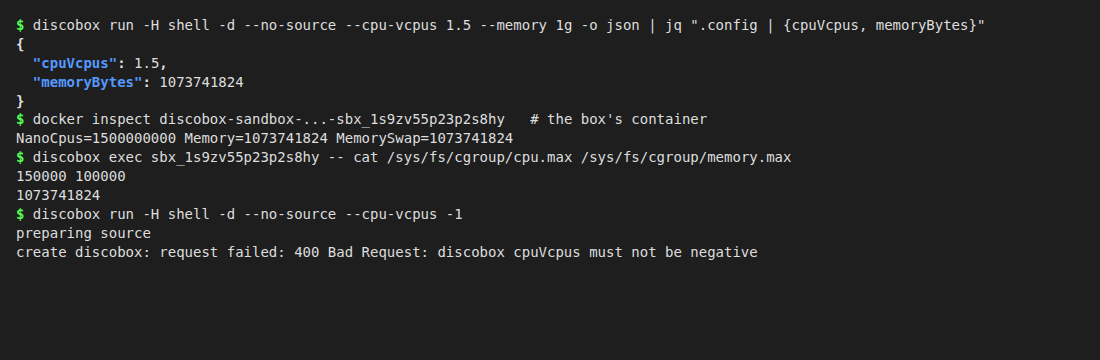 $ discobox run -H shell -d --no-source --cpu-vcpus 1.5 --memory 1g -o json | jq ".config | {cpuVcpus, memoryBytes}"
{
  "cpuVcpus": 1.5,
  "memoryBytes": 1073741824
}
$ docker inspect discobox-sandbox-...-sbx_1s9zv55p23p2s8hy   # the box's container
NanoCpus=1500000000 Memory=1073741824 MemorySwap=1073741824
$ discobox exec sbx_1s9zv55p23p2s8hy -- cat /sys/fs/cgroup/cpu.max /sys/fs/cgroup/memory.max
150000 100000
1073741824
$ discobox run -H shell -d --no-source --cpu-vcpus -1
preparing source
create discobox: request failed: 400 Bad Request: discobox cpuVcpus must not be negative